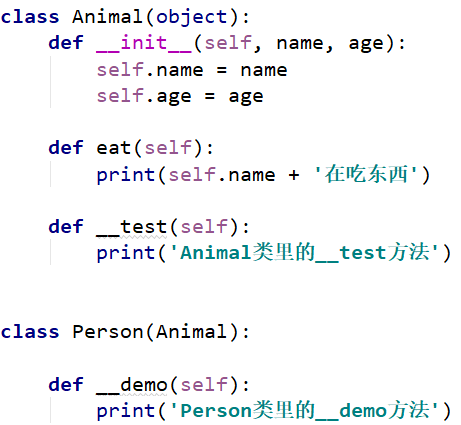 class Animal(object):
    def __init__(self, name, age):
        self.name = name
        self.age = age
    def eat(self):
        print(self.name + '在吃东西')
    def __test(self):
        print('Animal类里的__test方法')
class Person(Animal):
    def __demo(self):
        print('Person类里的__demo方法')